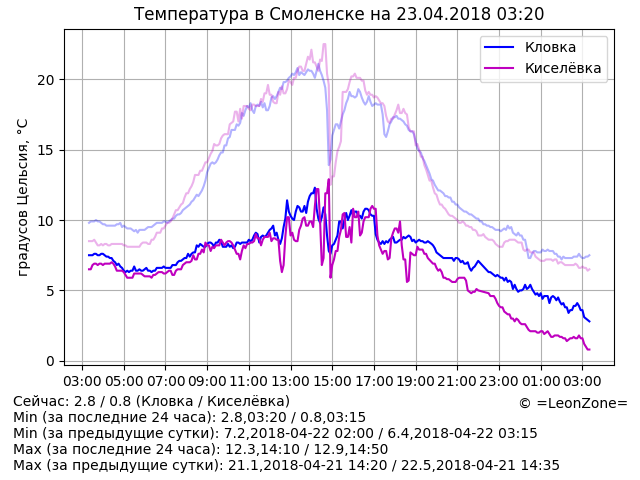 Температура в Смоленске на 23.04.2018 03:20
градусов Цельсия, °C
20
15
10
5
0
Кловка
Киселёвка
03:00 05:00 07:00 09:00 11:00 13:00 15:00 17:00 19:00 21:00 23:00 01:00 03:00
Сейчас: 2.8 / 0.8 (Кловка / Киселёвка)
© =LeonZone=
Min (за последние 24 часа): 2.8,03:20 / 0.8,03:15
Min (за предыдущие сутки): 7.2,2018-04-22 02:00 / 6.4,2018-04-22 03:15
Max (за последние 24 часа): 12.3,14:10 / 12.9,14:50
Max (за предыдущие сутки): 21.1,2018-04-21 14:20 / 22.5,2018-04-21 14:35